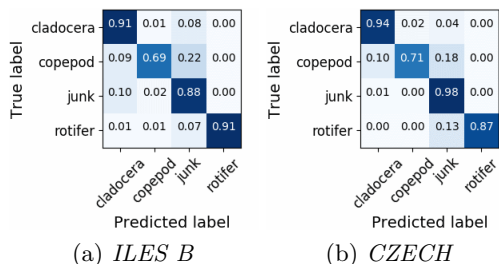 cladocera 0.91 0.01 0.08 0.00
copepod 0.09 0.69 0.22 0.00
junk 0.10 0.02 0.88 0.00
rotifer 0.01 0.01 0.07 0.91
True label
cladocera copepod junk rotifer
Predicted label
(a) ILES B
cladocera 0.94 0.02 0.04 0.00
copepod 0.10 0.71 0.18 0.00
junk 0.01 0.00 0.98 0.00
rotifer 0.00 0.00 0.13 0.87
True label
cladocera copepod junk rotifer
Predicted label
(b) CZECH